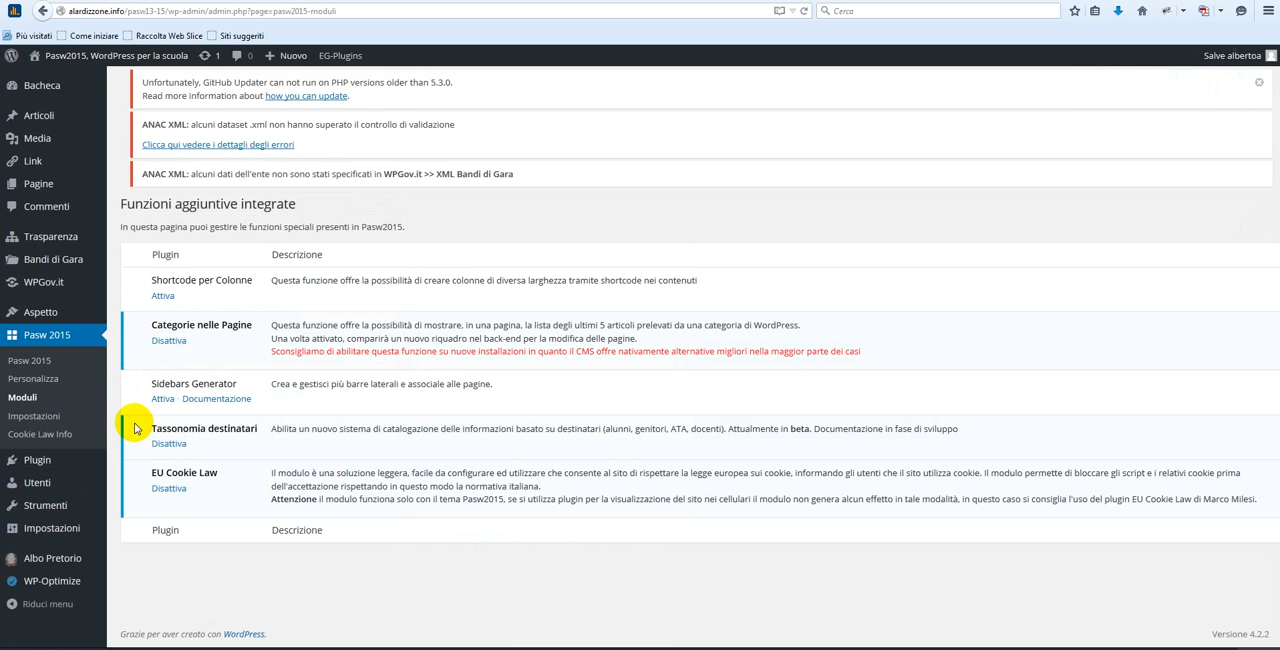 alardizzone.info/pasw13-15/wp-admin/admin.php?page=pasw2015-moduli
Cerca
Più visitati Come iniziare Raccolta Web Slice Siti suggeriti
Pasw2015, WordPress per la scuola 1 0 Nuovo EG-Plugins Salve albertoa
Bacheca
Articoli
Media
Link
Pagine
Commenti
Trasparenza
Bandi di Gara
WPGov.it
Aspetto
Pasw 2015
Pasw 2015
Personalizza
Moduli
Impostazioni
Cookie Law Info
Plugin
Utenti
Strumenti
Impostazioni
Albo Pretorio
WP-Optimize
Riduci menu
Unfortunately, GitHub Updater can not run on PHP versions older than 5.3.0.
Read more information about how you can update.
ANAC XML: alcuni dataset .xml non hanno superato il controllo di validazione
Clicca qui vedere i dettagli degli errori
ANAC XML: alcuni dati dell'ente non sono stati specificati in WPGov.it >> XML Bandi di Gara
Funzioni aggiuntive integrate
In questa pagina puoi gestire le funzioni speciali presenti in Pasw2015.
Plugin Descrizione
Shortcode per Colonne Questa funzione offre la possibilità di creare colonne di diversa larghezza tramite shortcode nei contenuti
Attiva
Categorie nelle Pagine Questa funzione offre la possibilità di mostrare, in una pagina, la lista degli ultimi 5 articoli prelevati da una categoria di WordPress.
Disattiva Una volta attivato, comparirà un nuovo riquadro nel back-end per la modifica delle pagine.
Sconsigliamo di abilitare questa funzione su nuove installazioni in quanto il CMS offre nativamente alternative migliori nella maggior parte dei casi
Sidebars Generator Crea e gestisci più barre laterali e associale alle pagine.
Attiva · Documentazione
Tassonomia destinatari Abilita un nuovo sistema di catalogazione delle informazioni basato su destinatari (alunni, genitori, ATA, docenti). Attualmente in beta. Documentazione in fase di sviluppo
Disattiva
EU Cookie Law Il modulo è una soluzione leggera, facile da configurare ed utilizzare che consente al sito di rispettare la legge europea sui cookie, informando gli utenti che il sito utilizza cookie. Il modulo permette di bloccare gli script e i relativi cookie prima
Disattiva dell'accettazione rispettando in questo modo la normativa italiana.
Attenzione il modulo funziona solo con il tema Pasw2015, se si utilizza plugin per la visualizzazione del sito nei cellulari il modulo non genera alcun effetto in tale modalità, in questo caso si consiglia l'uso del plugin EU Cookie Law di Marco Milesi.
Plugin Descrizione
Grazie per aver creato con WordPress. Versione 4.2.2